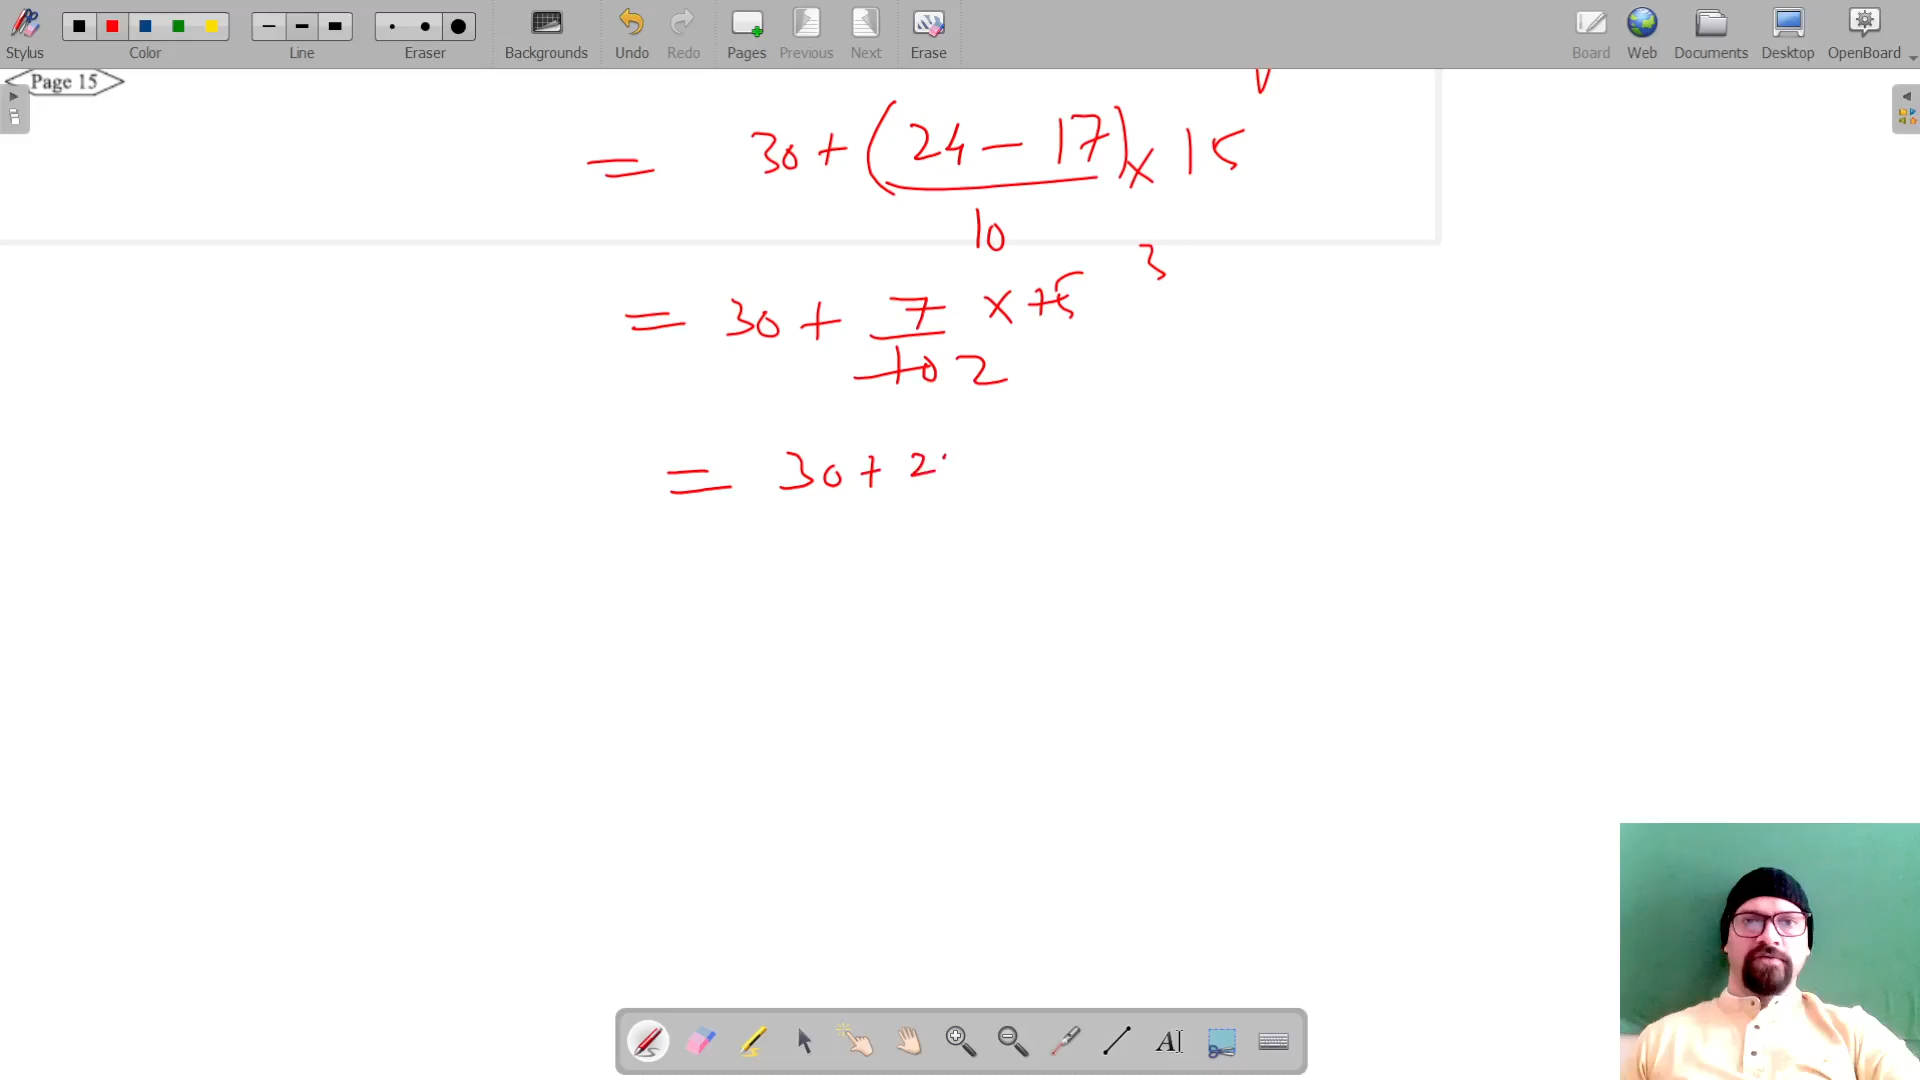 Stylus Color Line Eraser Backgrounds Undo Redo Pages Previous Next Erase Board Web Documents Desktop OpenBoard
Page 15
= 30 + (24 - 17) × 15
10
3
= 30 + 7 × 15
10 2
= 30 + 2
AI